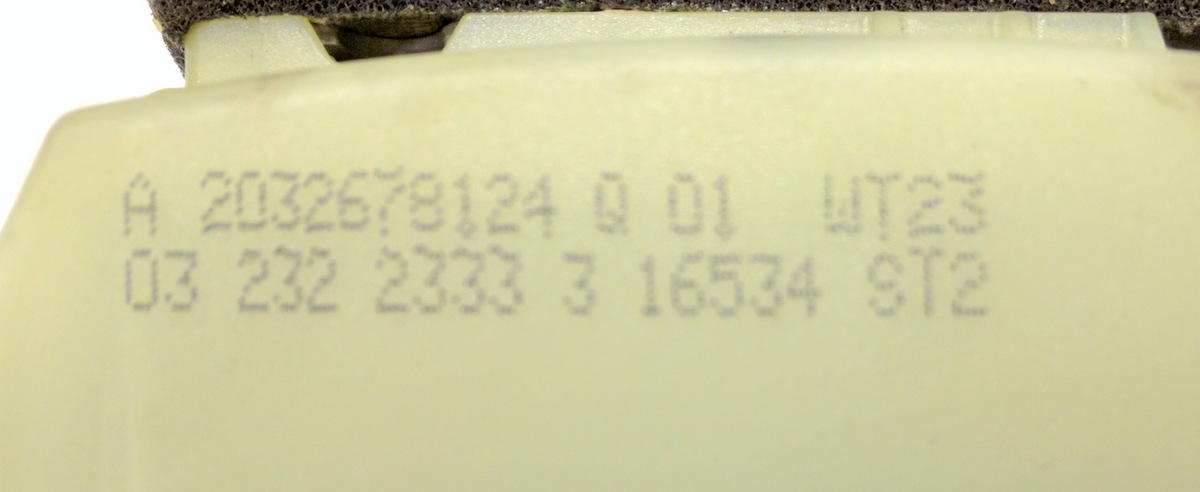 A 2032678124 Q 01 WT23
03 232 2333 3 16534 ST2